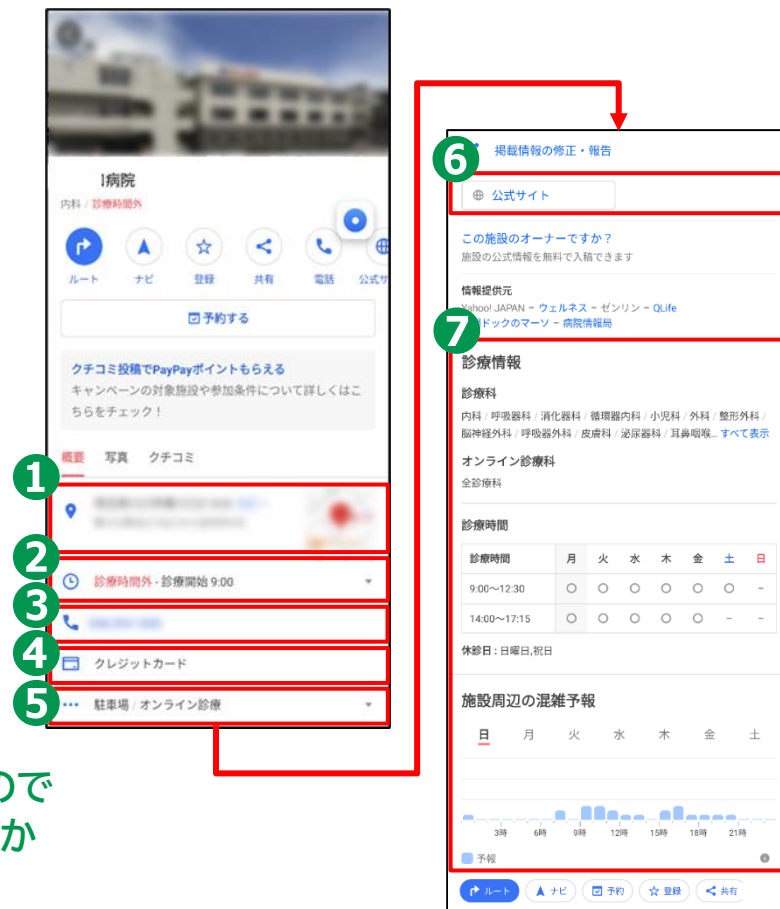 病院
内科 / 診療時間外
ルート
ナビ
登録
共有
電話
公式サ
予約する
クチコミ投稿でPayPayポイントもらえる
キャンペーンの対象施設や参加条件について詳しくはこ
ちらをチェック！
概要 写真 クチコミ
1
2
診療時間外 - 診療開始 9:00
3
4
クレジットカード
5
駐車場 / オンライン診療
ので
か
6
掲載情報の修正・報告
公式サイト
この施設のオーナーですか？
施設の公式情報を無料で入稿できます
情報提供元
Yahoo! JAPAN - ウェルネス - ゼンリン - QLife
ドックのマーソ - 病院情報局
7
診療情報
診療科
内科 / 呼吸器科 / 消化器科 / 循環器内科 / 小児科 / 外科 / 整形外科 /
脳神経外科 / 呼吸器外科 / 皮膚科 / 泌尿器科 / 耳鼻咽喉... すべて表示
オンライン診療科
全診療科
診療時間
診療時間 月 火 水 木 金 土 日
9:00～12:30 ○ ○ ○ ○ ○ ○ -
14:00～17:15 ○ ○ ○ ○ ○ - -
休診日 : 日曜日,祝日
施設周辺の混雑予報
日 月 火 水 木 金 土
3時 6時 9時 12時 15時 18時 21時
予報
ルート ナビ 予約 登録 共有